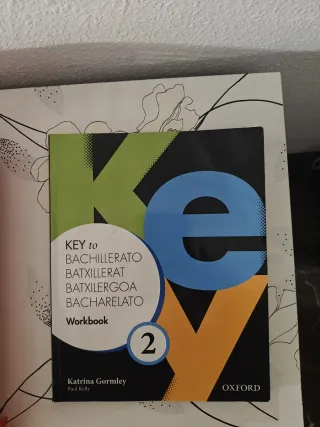 Key
KEY to
BACHILLERATO
BATXILLERAT
BATXILERGOA
BACHARELATO
Workbook
2
Katrina Gormley
Paul Kelly
OXFORD